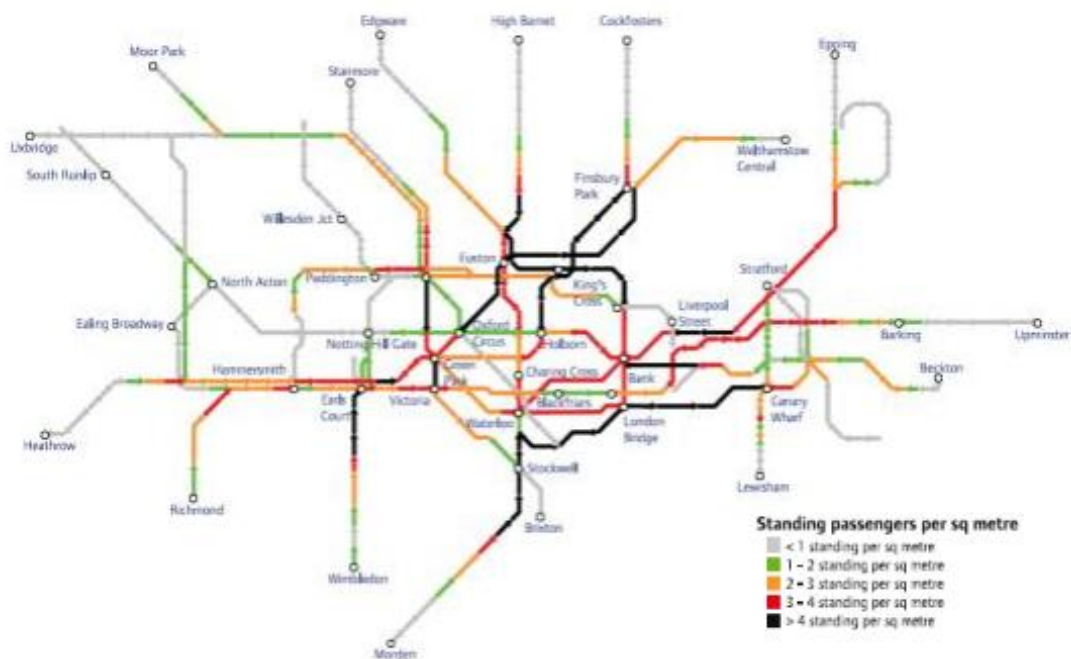 Edgware
High Barnet
Cockfosters
Moor Park
Epping
Stanmore
Uxbridge
Walthamstow
Central
South Ruislip
Finsbury
Park
Willesden Jct
Euston
North Acton
Paddington
King's
Cross
Stratford
Liverpool
Street
Ealing Broadway
Oxford
Circus
Notting Hill Gate
Holborn
Barking
Upminster
Hammersmith
Green
Park
Charing Cross
Bank
Beckton
Earls
Court
Victoria
Blackfriars
Canary
Wharf
Waterloo
London
Bridge
Heathrow
Stockwell
Lewisham
Richmond
Brixton
Wimbledon
Morden
Standing passengers per sq metre
< 1 standing per sq metre
1 - 2 standing per sq metre
2 - 3 standing per sq metre
3 - 4 standing per sq metre
> 4 standing per sq metre